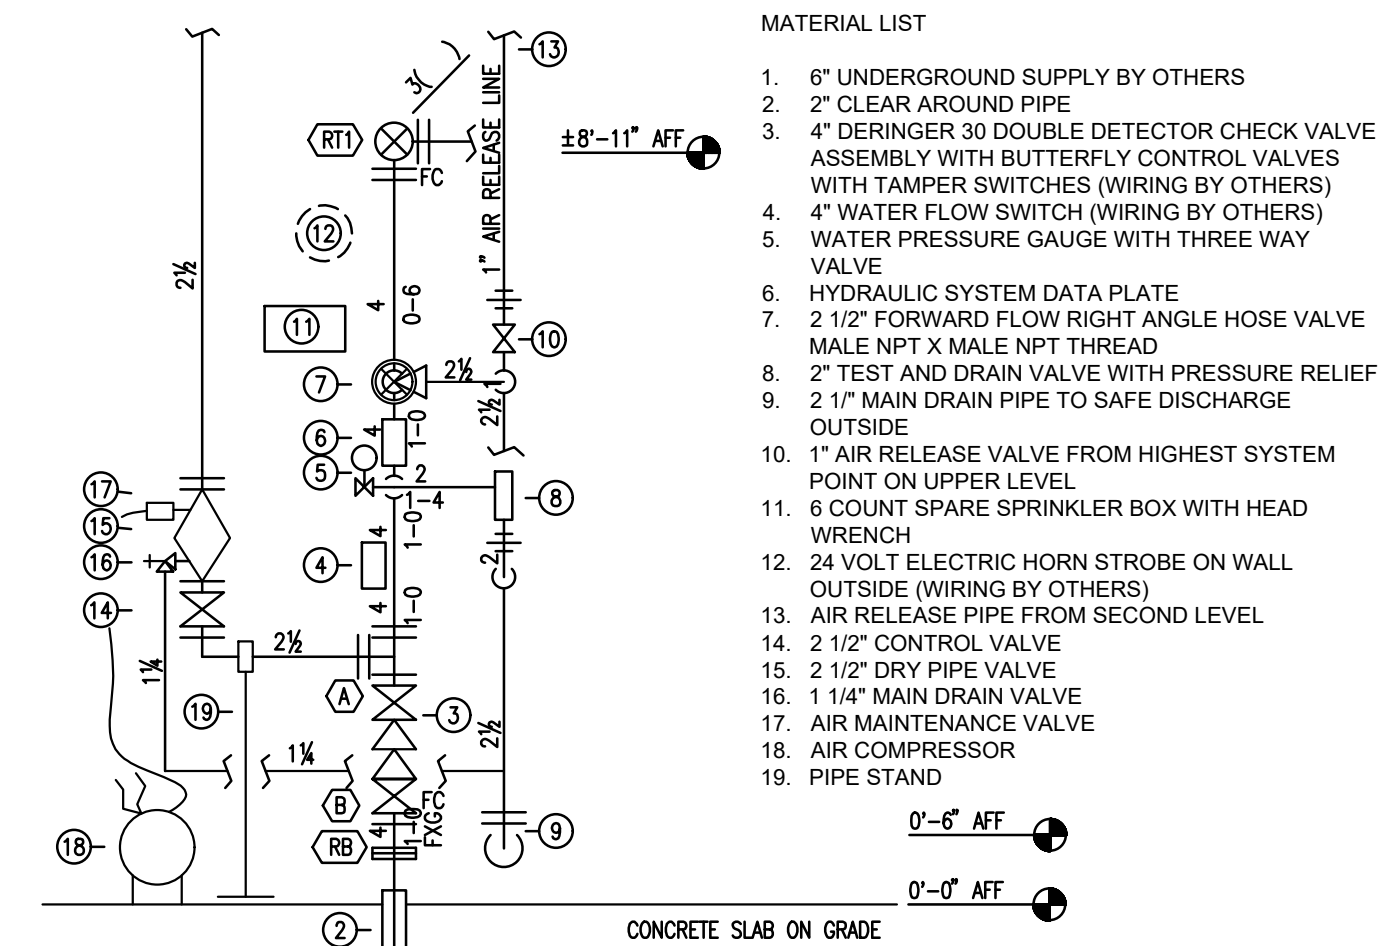 MATERIAL LIST
1. 6" UNDERGROUND SUPPLY BY OTHERS
2. 2" CLEAR AROUND PIPE
3. 4" DERINGER 30 DOUBLE DETECTOR CHECK VALVE
ASSEMBLY WITH BUTTERFLY CONTROL VALVES
WITH TAMPER SWITCHES (WIRING BY OTHERS)
4. 4" WATER FLOW SWITCH (WIRING BY OTHERS)
5. WATER PRESSURE GAUGE WITH THREE WAY
VALVE
6. HYDRAULIC SYSTEM DATA PLATE
7. 2 1/2" FORWARD FLOW RIGHT ANGLE HOSE VALVE
MALE NPT X MALE NPT THREAD
8. 2" TEST AND DRAIN VALVE WITH PRESSURE RELIEF
9. 2 1/" MAIN DRAIN PIPE TO SAFE DISCHARGE
OUTSIDE
10. 1" AIR RELEASE VALVE FROM HIGHEST SYSTEM
POINT ON UPPER LEVEL
11. 6 COUNT SPARE SPRINKLER BOX WITH HEAD
WRENCH
12. 24 VOLT ELECTRIC HORN STROBE ON WALL
OUTSIDE (WIRING BY OTHERS)
13. AIR RELEASE PIPE FROM SECOND LEVEL
14. 2 1/2" CONTROL VALVE
15. 2 1/2" DRY PIPE VALVE
16. 1 1/4" MAIN DRAIN VALVE
17. AIR MAINTENANCE VALVE
18. AIR COMPRESSOR
19. PIPE STAND
13
3(
)
RT1
FC
±8'-11" AFF
1" AIR RELEASE LINE
12
2½
4
0-6
11
10
7
2½
1
2½
6
4
1-0
5
2
1-4
8
17
15
16
14
4
1-0
4
2
4
1-0
2½
1¼
A
3
19
2½
1¼
B
FC
FXG
4
1-0
RB
9
18
0'-6" AFF
0'-0" AFF
2
CONCRETE SLAB ON GRADE